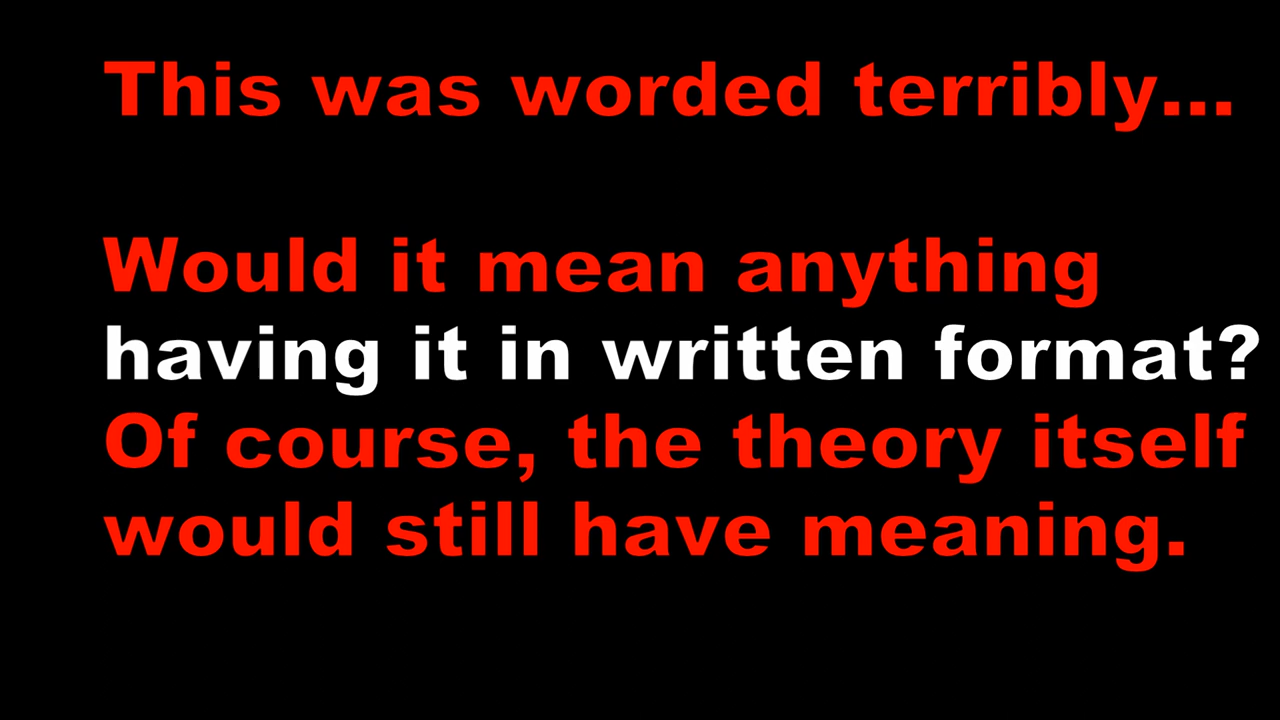 This was worded terribly...
Would it mean anything
having it in written format?
Of course, the theory itself
would still have meaning.